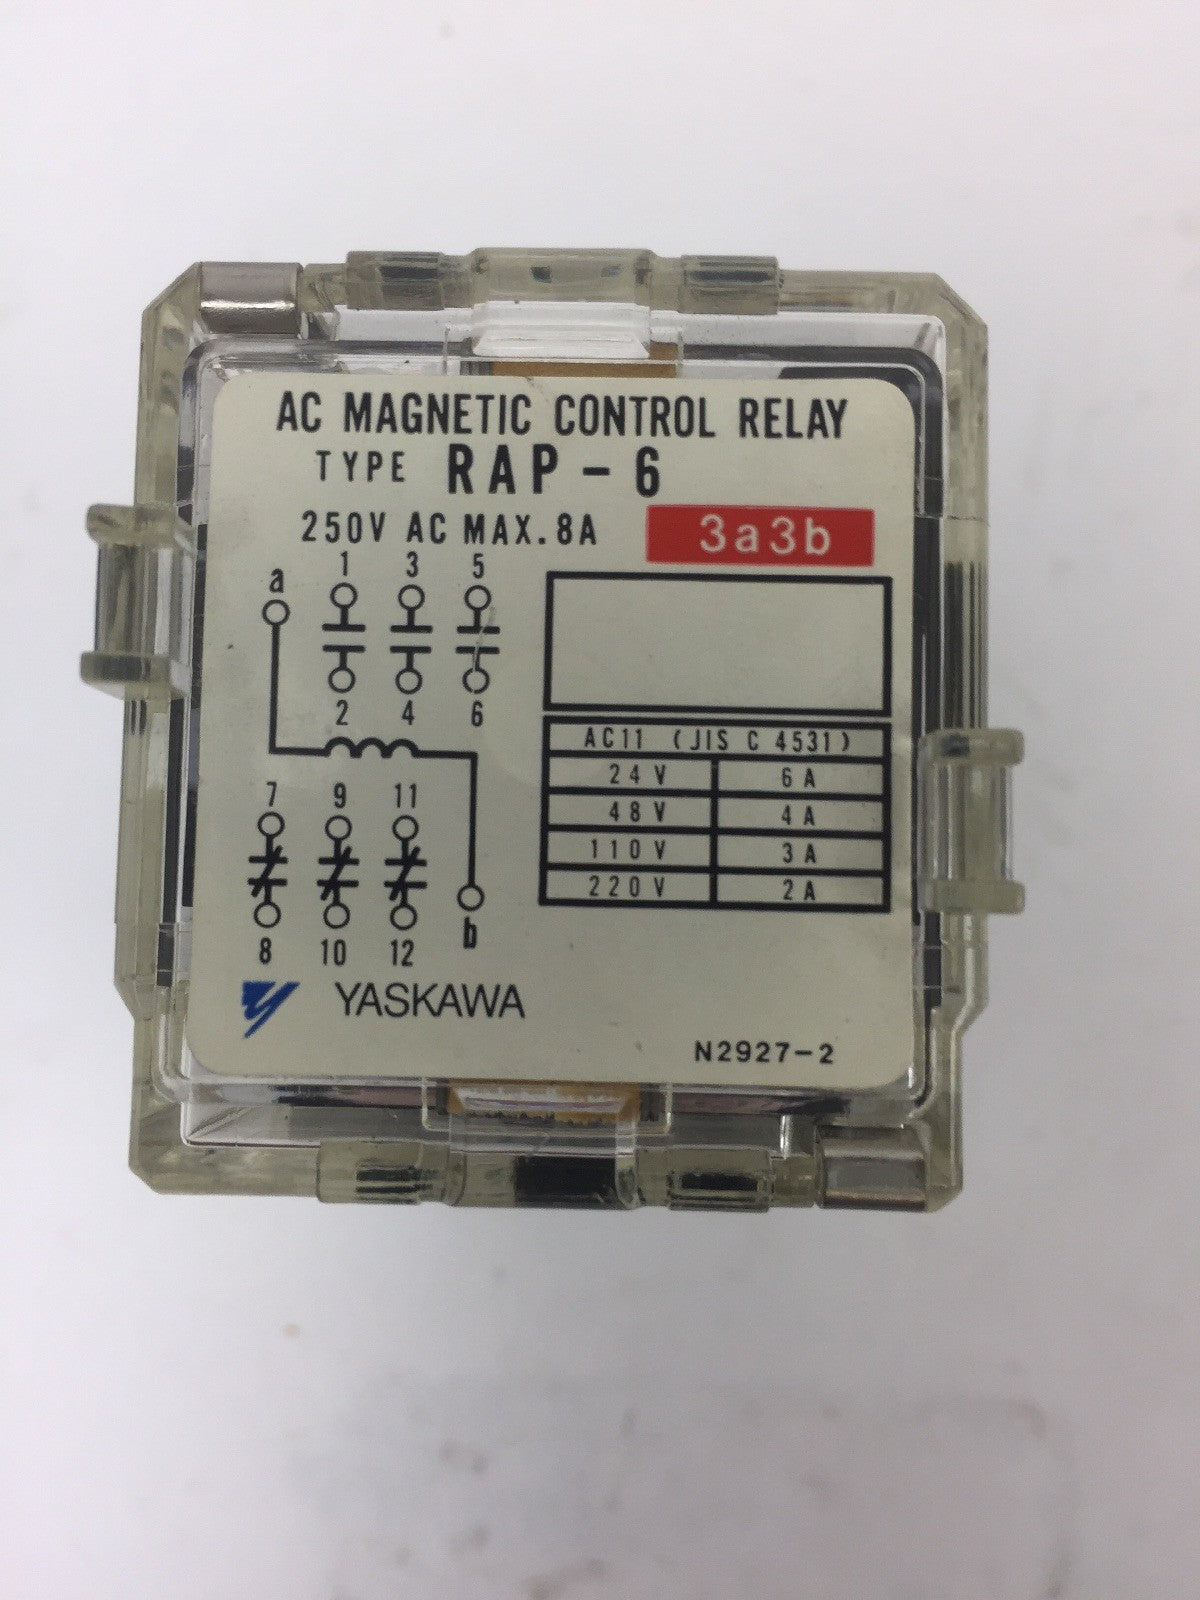 AC MAGNETIC CONTROL RELAY
TYPE RAP-6
250V AC MAX. 8A
3a3b
a 1 3 5
2 4 6
AC11 (JIS C 4531)
24V 6A
48V 4A
110V 3A
220V 2A
7 9 11
8 10 12 b
YASKAWA
N2927-2